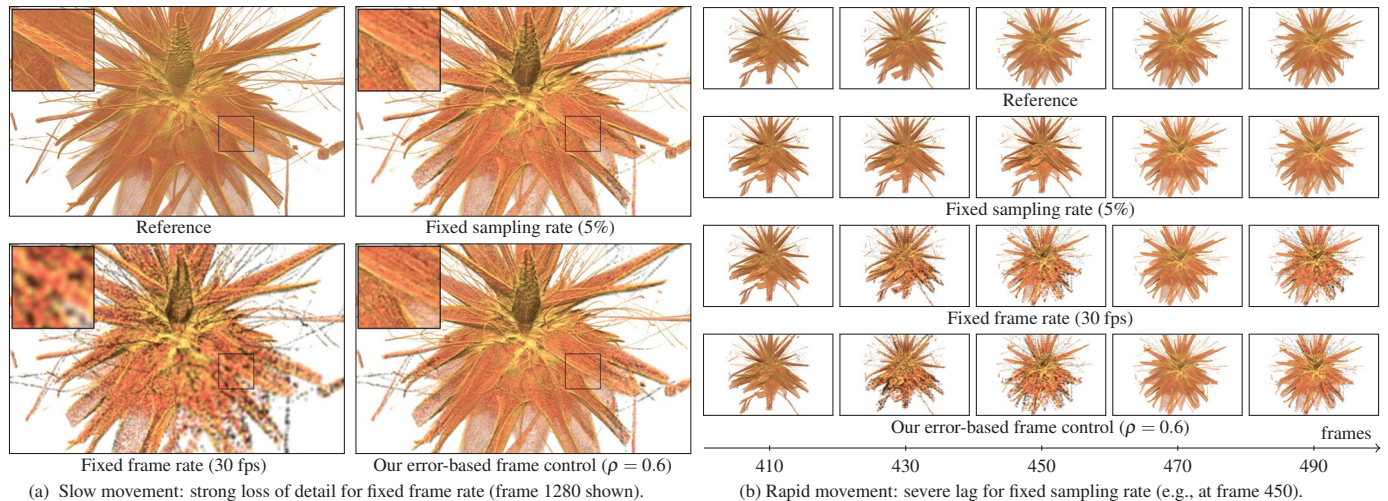 Reference
Fixed sampling rate (5%)
Fixed frame rate (30 fps)
Our error-based frame control (ρ = 0.6)
(a) Slow movement: strong loss of detail for fixed frame rate (frame 1280 shown).
Reference
Fixed sampling rate (5%)
Fixed frame rate (30 fps)
Our error-based frame control (ρ = 0.6)
frames
410 430 450 470 490
(b) Rapid movement: severe lag for fixed sampling rate (e.g., at frame 450).